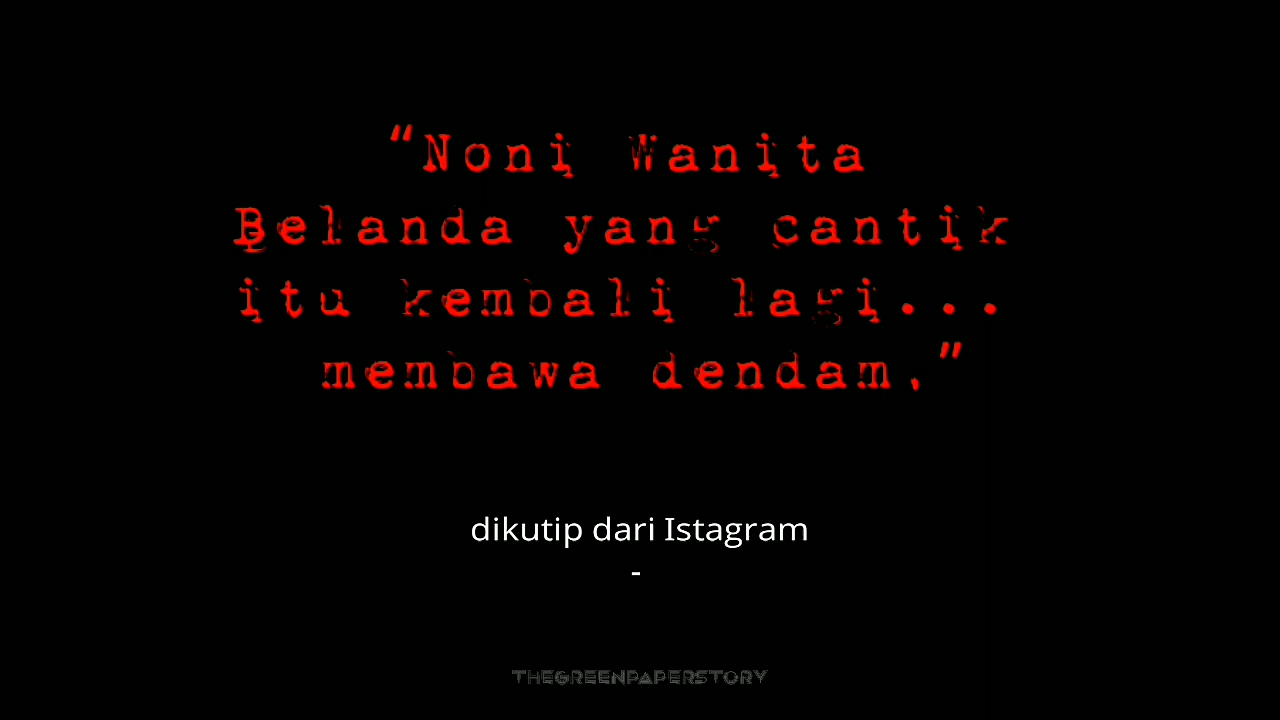 “Noni Wanita
Belanda yang cantik
itu kembali lagi...
membawa dendam.”
dikutip dari Istagram
-
THEGREENPAPERSTORY